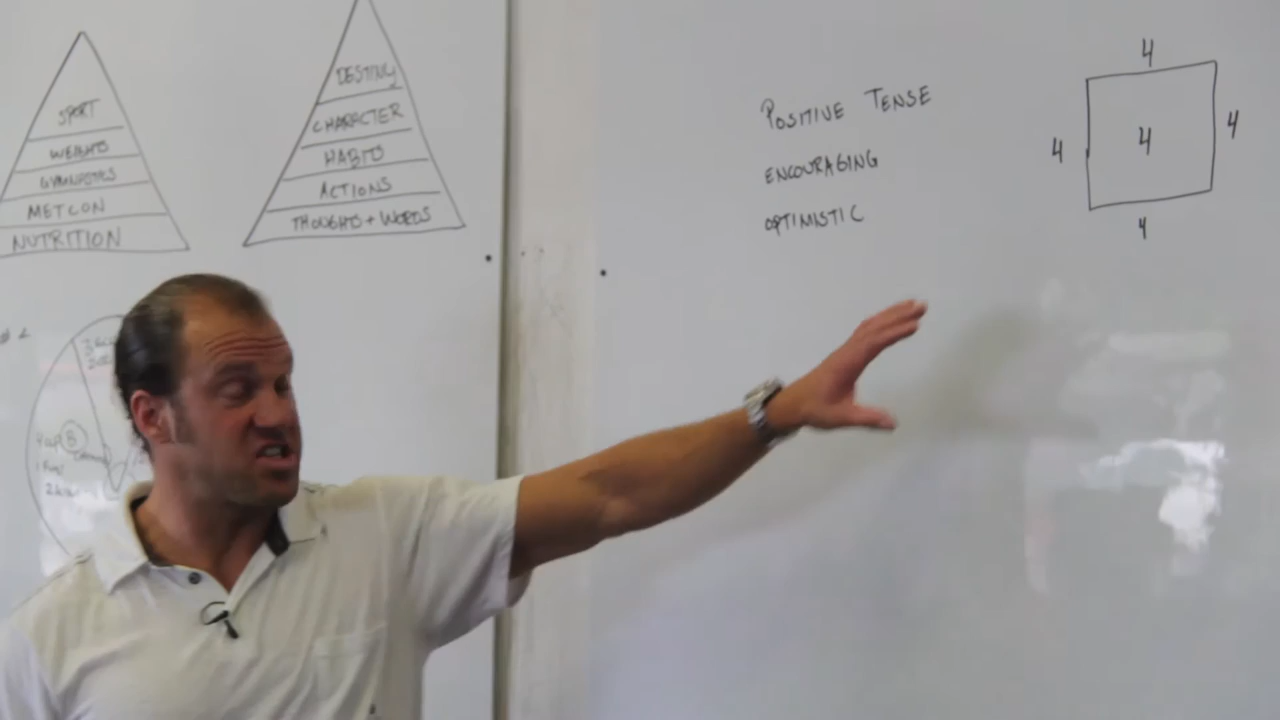 SPORT
WEIGHTS
GYMNASTICS
METCON
NUTRITION
DESTINY
CHARACTER
HABITS
ACTIONS
THOUGHTS + WORDS
POSITIVE TENSE
ENCOURAGING
OPTIMISTIC
4
4
4
4
4